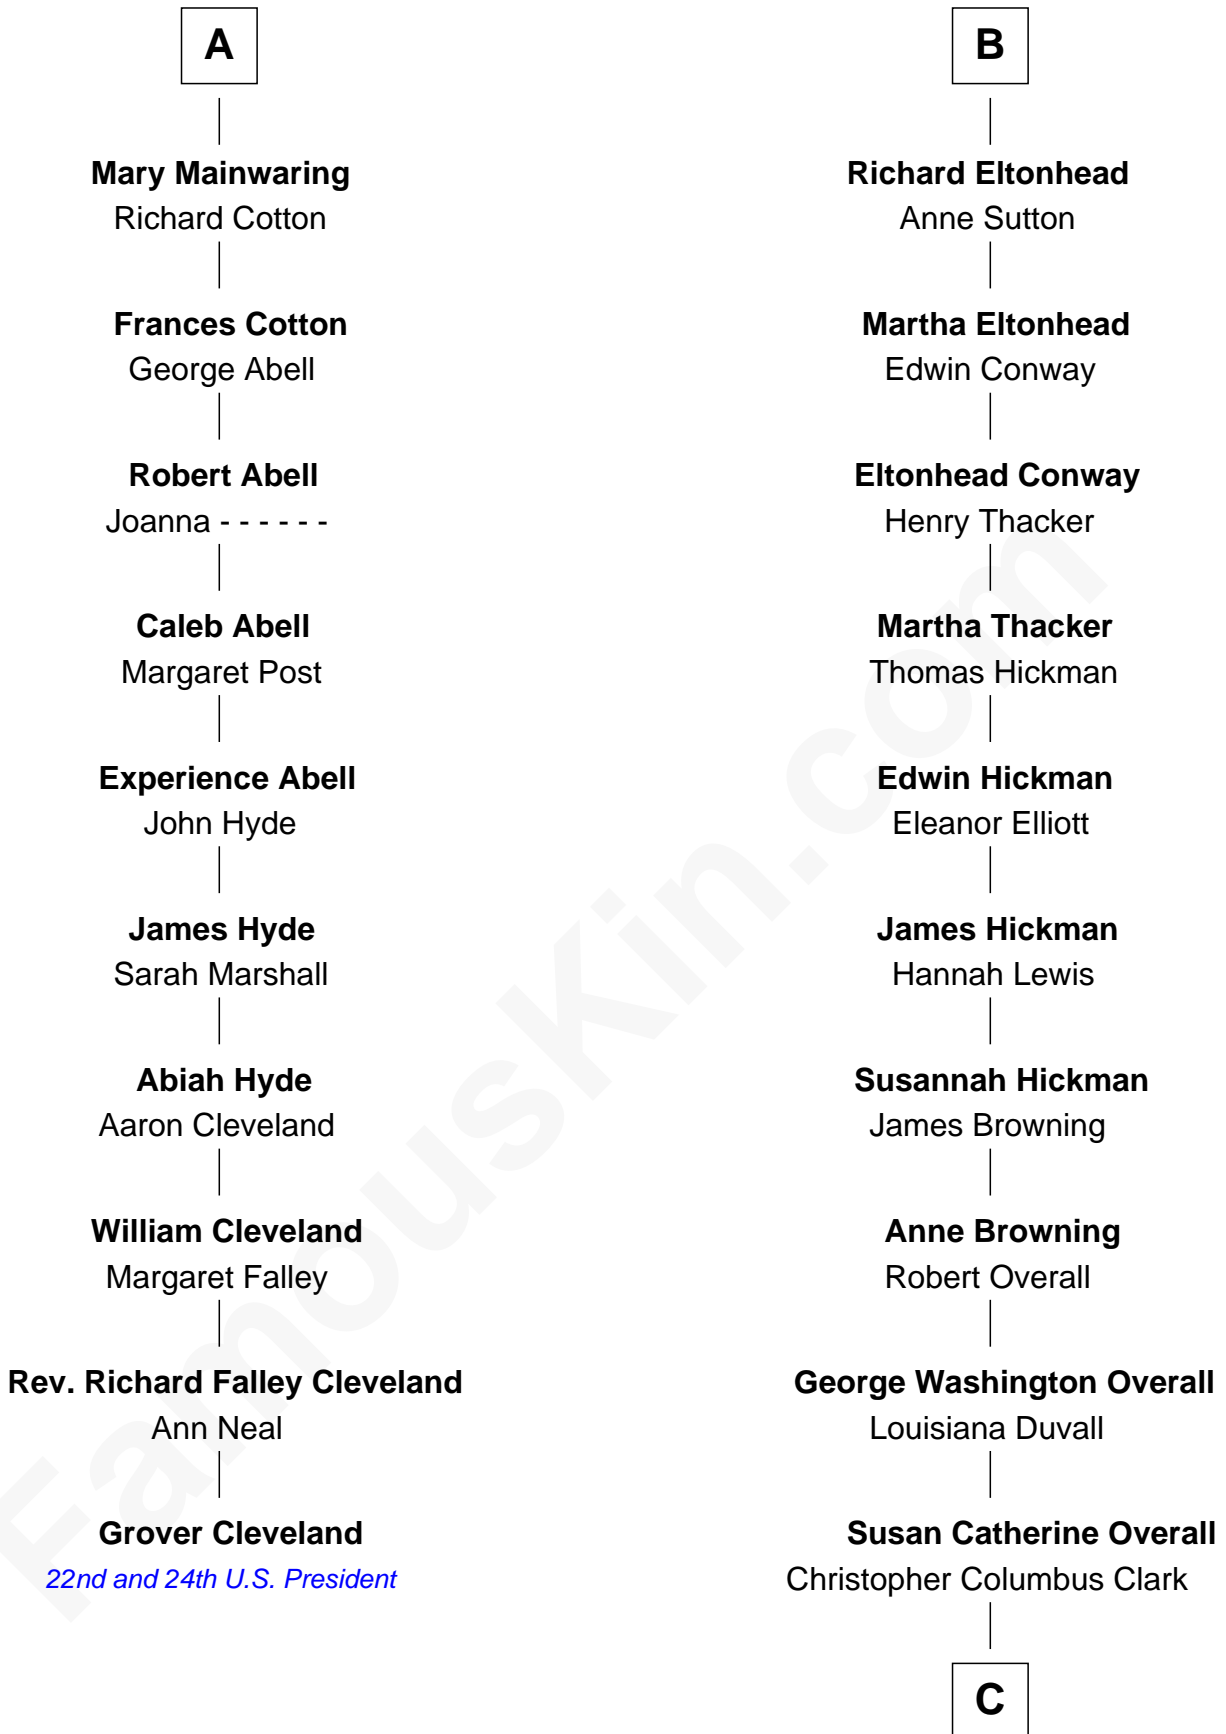 A
Mary Mainwaring
Richard Cotton
Frances Cotton
George Abell
Robert Abell
Joanna - - - - - -
Caleb Abell
Margaret Post
Experience Abell
John Hyde
James Hyde
Sarah Marshall
Abiah Hyde
Aaron Cleveland
William Cleveland
Margaret Falley
Rev. Richard Falley Cleveland
Ann Neal
Grover Cleveland
22nd and 24th U.S. President
B
Richard Eltonhead
Anne Sutton
Martha Eltonhead
Edwin Conway
Eltonhead Conway
Henry Thacker
Martha Thacker
Thomas Hickman
Edwin Hickman
Eleanor Elliott
James Hickman
Hannah Lewis
Susannah Hickman
James Browning
Anne Browning
Robert Overall
George Washington Overall
Louisiana Duvall
Susan Catherine Overall
Christopher Columbus Clark
C
FamousKin.com